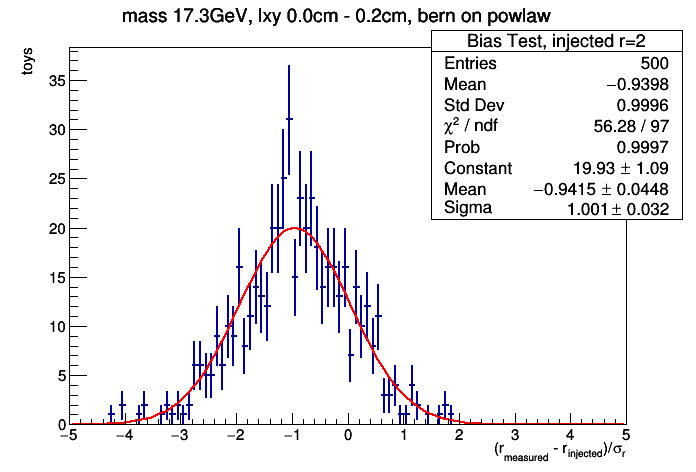 mass 17.3GeV, lxy 0.0cm - 0.2cm, bern on powlaw
Bias Test, injected r=2
Entries 500
Mean −0.9398
Std Dev 0.9996
χ² / ndf 56.28 / 97
Prob 0.9997
Constant 19.93 ± 1.09
Mean −0.9415 ± 0.0448
Sigma 1.001 ± 0.032
toys
35
30
25
20
15
10
5
0
−5 −4 −3 −2 −1 0 1 2 3 4 5
(r_measured - r_injected)/σ_r